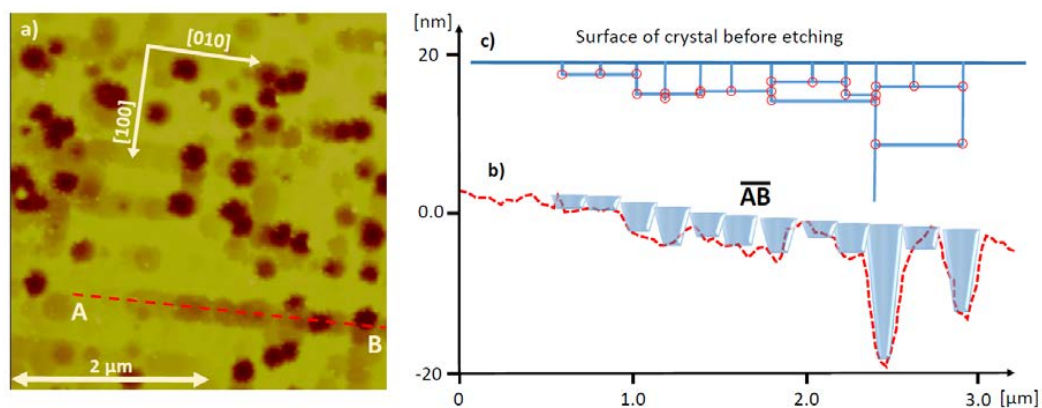 a)
[010]
[100]
A
B
2 μm
[nm]
20
c)
Surface of crystal before etching
b)
AB
0.0
-20
0
1.0
2.0
3.0
[μm]